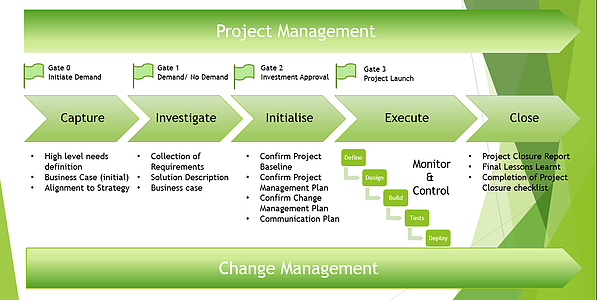 Project Management
Gate 0
Initiate Demand
Gate 1
Demand/ No Demand
Gate 2
Investment Approval
Gate 3
Project Launch
Capture
Investigate
Initialise
Execute
Close
• High level needs
definition
• Business Case (initial)
• Alignment to Strategy
• Collection of
Requirements
• Solution Description
• Business case
• Confirm Project
Baseline
• Confirm Project
Management Plan
• Confirm Change
Management Plan
• Communication Plan
Define
Design
Build
Tests
Deploy
Monitor
&
Control
• Project Closure Report
• Final Lessons Learnt
• Completion of Project
Closure checklist
Change Management